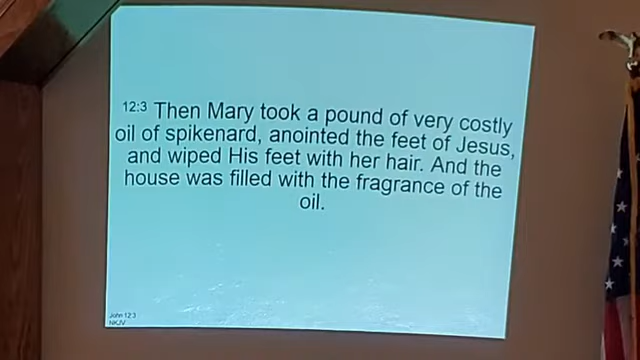 12:3 Then Mary took a pound of very costly
oil of spikenard, anointed the feet of Jesus,
and wiped His feet with her hair. And the
house was filled with the fragrance of the
oil.
John 12:3
NKJV